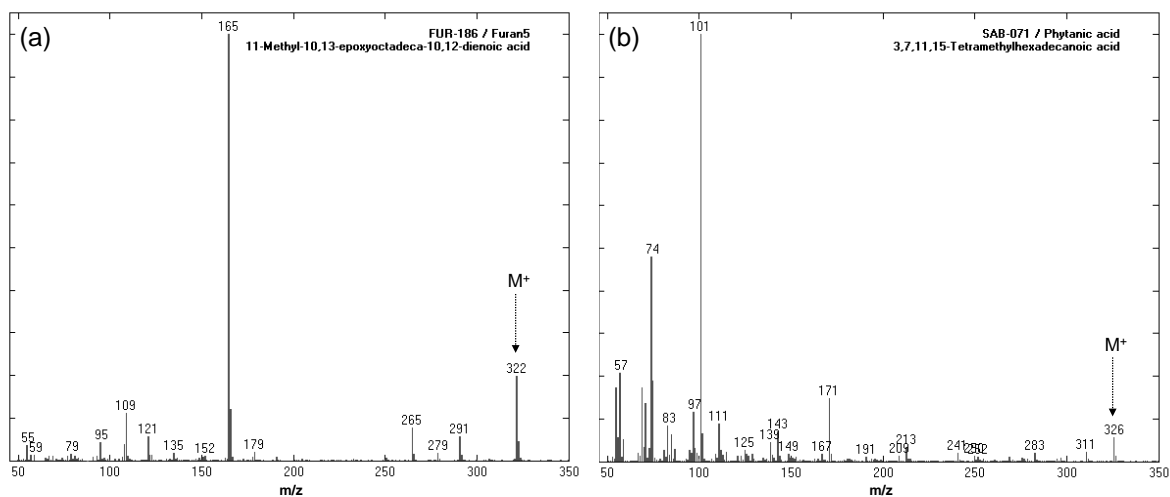 (a)
FUR-186 / Furan5
11-Methyl-10,13-epoxyoctadeca-10,12-dienoic acid
165
M+
322
109
55
59
79
95
121
135
152
179
265
279
291
50 100 150 200 250 300 350
m/z
(b)
SAB-071 / Phytanic acid
3,7,11,15-Tetramethylhexadecanoic acid
101
74
M+
57
83
97
111
125
139
143
149
167
171
191
209
213
241
283
311
326
50 100 150 200 250 300 350
m/z